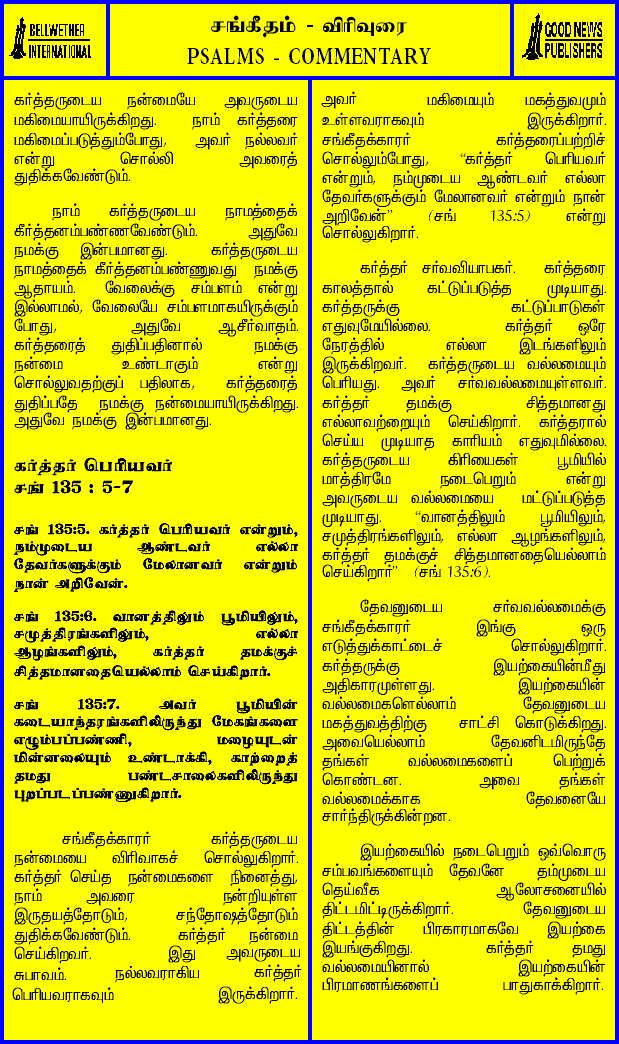 BELLWETHER
INTERNATIONAL
சங்கீதம் - விரிவுரை
PSALMS - COMMENTARY
GOOD NEWS
PUBLISHERS
கர்த்தருடைய நன்மையே அவருடைய
மகிமையாயிருக்கிறது. நாம் கர்த்தரை
மகிமைப்படுத்தும்போது, அவர் நல்லவர்
என்று சொல்லி அவரைத்
துதிக்கவேண்டும்.
நாம் கர்த்தருடைய நாமத்தைக்
கீர்த்தனம்பண்ணவேண்டும். அதுவே
நமக்கு இன்பமானது. கர்த்தருடைய
நாமத்தைக் கீர்த்தனம்பண்ணுவது நமக்கு
ஆதாயம். வேலைக்கு சம்பளம் என்று
இல்லாமல், வேலையே சம்பளமாகயிருக்கும்
போது, அதுவே ஆசீர்வாதம்.
கர்த்தரைத் துதிப்பதினால் நமக்கு
நன்மை உண்டாகும் என்று
சொல்லுவதற்குப் பதிலாக, கர்த்தரைத்
துதிப்பதே நமக்கு நன்மையாயிருக்கிறது.
அதுவே நமக்கு இன்பமானது.
கர்த்தர் பெரியவர்
சங் 135 : 5-7
சங் 135:5. கர்த்தர் பெரியவர் என்றும்,
நம்முடைய ஆண்டவர் எல்லா
தேவர்களுக்கும் மேலானவர் என்றும்
நான் அறிவேன்.
சங் 135:6. வானத்திலும் பூமியிலும்,
சமுத்திரங்களிலும், எல்லா
ஆழங்களிலும், கர்த்தர் தமக்குச்
சித்தமானதையெல்லாம் செய்கிறார்.
சங் 135:7. அவர் பூமியின்
கடையாந்தரங்களிலிருந்து மேகங்களை
எழும்பப்பண்ணி, மழையுடன்
மின்னலையும் உண்டாக்கி, காற்றைத்
தமது பண்டசாலைகளிலிருந்து
புறப்படப்பண்ணுகிறார்.
சங்கீதக்காரர் கர்த்தருடைய
நன்மையை விரிவாகச் சொல்லுகிறார்.
கர்த்தர் செய்த நன்மைகளை நினைத்து,
நாம் அவரை நன்றியுள்ள
இருதயத்தோடும், சந்தோஷத்தோடும்
துதிக்கவேண்டும். கர்த்தர் நன்மை
செய்கிறவர். இது அவருடைய
சுபாவம். நல்லவராகிய கர்த்தர்
பெரியவராகவும் இருக்கிறார்.
அவர் மகிமையும் மகத்துவமும்
உள்ளவராகவும் இருக்கிறார்.
சங்கீதக்காரர் கர்த்தரைப்பற்றிச்
சொல்லும்போது, "கர்த்தர் பெரியவர்
என்றும், நம்முடைய ஆண்டவர் எல்லா
தேவர்களுக்கும் மேலானவர் என்றும் நான்
அறிவேன்" (சங் 135:5) என்று
சொல்லுகிறார்.
கர்த்தர் சர்வவியாபகர். கர்த்தரை
காலத்தால் கட்டுப்படுத்த முடியாது.
கர்த்தருக்கு கட்டுப்பாடுகள்
எதுவுமேயில்லை. கர்த்தர் ஒரே
நேரத்தில் எல்லா இடங்களிலும்
இருக்கிறவர். கர்த்தருடைய வல்லமையும்
பெரியது. அவர் சர்வவல்லமையுள்ளவர்.
கர்த்தர் தமக்கு சித்தமானது
எல்லாவற்றையும் செய்கிறார். கர்த்தரால்
செய்ய முடியாத காரியம் எதுவுமில்லை.
கர்த்தருடைய கிரியைகள் பூமியில்
மாத்திரமே நடைபெறும் என்று
அவருடைய வல்லமையை மட்டுப்படுத்த
முடியாது. "வானத்திலும் பூமியிலும்,
சமுத்திரங்களிலும், எல்லா ஆழங்களிலும்,
கர்த்தர் தமக்குச் சித்தமானதையெல்லாம்
செய்கிறார்" (சங் 135:6).
தேவனுடைய சர்வவல்லமைக்கு
சங்கீதக்காரர் இங்கு ஒரு
எடுத்துக்காட்டைச் சொல்லுகிறார்.
கர்த்தருக்கு இயற்கையின்மீது
அதிகாரமுள்ளது. இயற்கையின்
வல்லமைகளெல்லாம் தேவனுடைய
மகத்துவத்திற்கு சாட்சி கொடுக்கிறது.
அவையெல்லாம் தேவனிடமிருந்தே
தங்கள் வல்லமைகளைப் பெற்றுக்
கொண்டன. அவை தங்கள்
வல்லமைக்காக தேவனையே
சார்ந்திருக்கின்றன.
இயற்கையில் நடைபெறும் ஒவ்வொரு
சம்பவங்களையும் தேவனே தம்முடைய
தெய்வீக ஆலோசனையில்
திட்டமிட்டிருக்கிறார். தேவனுடைய
திட்டத்தின் பிரகாரமாகவே இயற்கை
இயங்குகிறது. கர்த்தர் தமது
வல்லமையினால் இயற்கையின்
பிரமாணங்களைப் பாதுகாக்கிறார்.